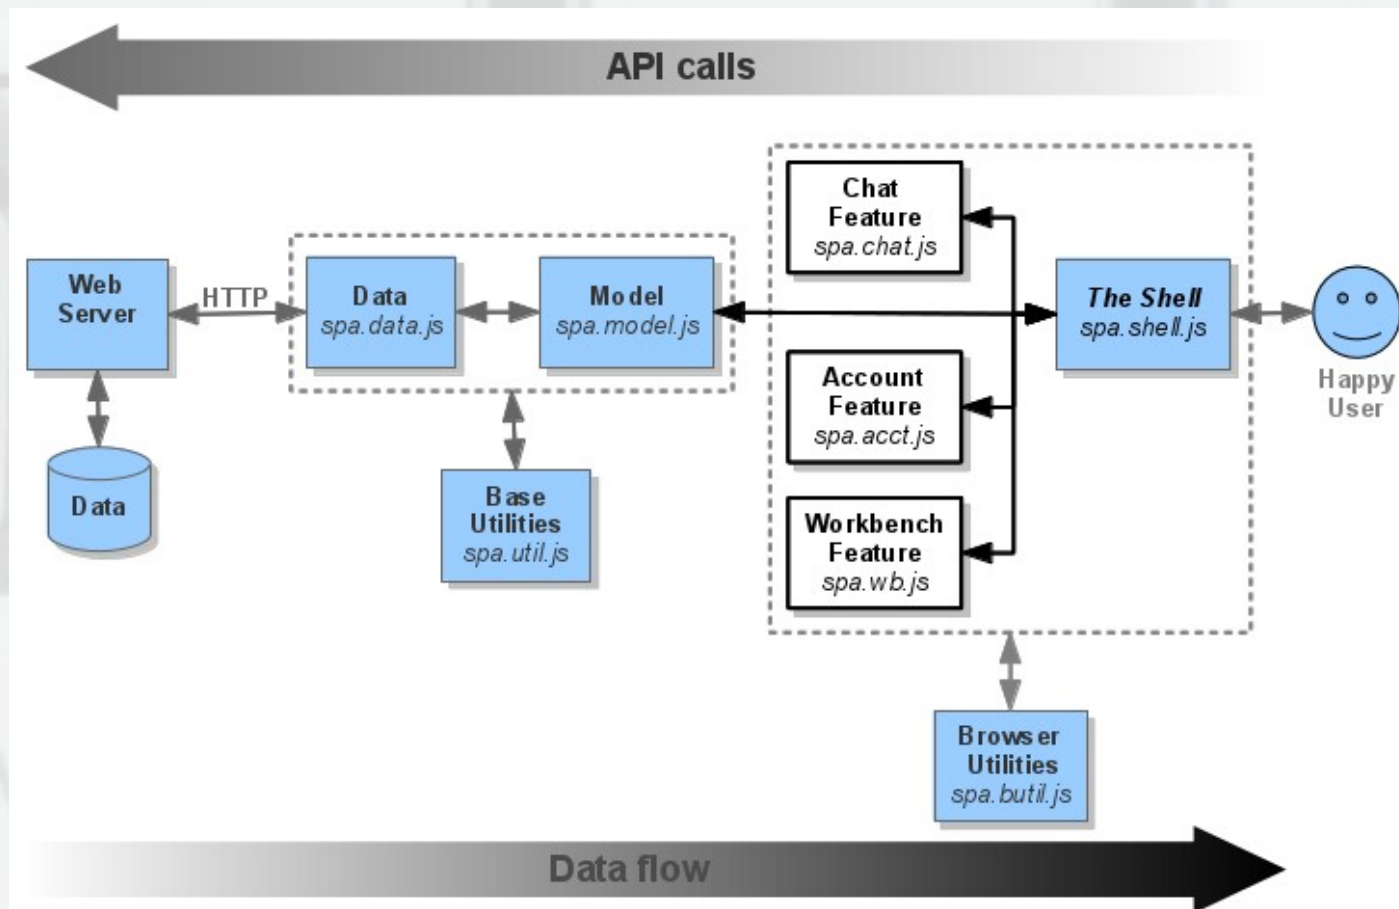 API calls
Chat
Feature
spa.chat.js
Web
Server
HTTP
Data
spa.data.js
Model
spa.model.js
The Shell
spa.shell.js
Happy
User
Account
Feature
spa.acct.js
Data
Base
Utilities
spa.util.js
Workbench
Feature
spa.wb.js
Browser
Utilities
spa.butil.js
Data flow